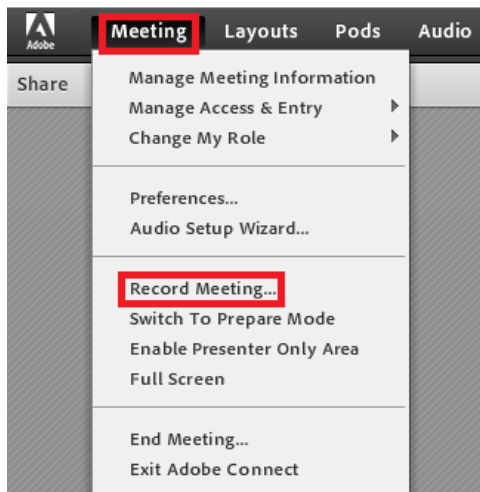 Adobe
Meeting Layouts Pods Audio
Share
Manage Meeting Information
Manage Access & Entry
Change My Role
Preferences...
Audio Setup Wizard...
Record Meeting...
Switch To Prepare Mode
Enable Presenter Only Area
Full Screen
End Meeting...
Exit Adobe Connect